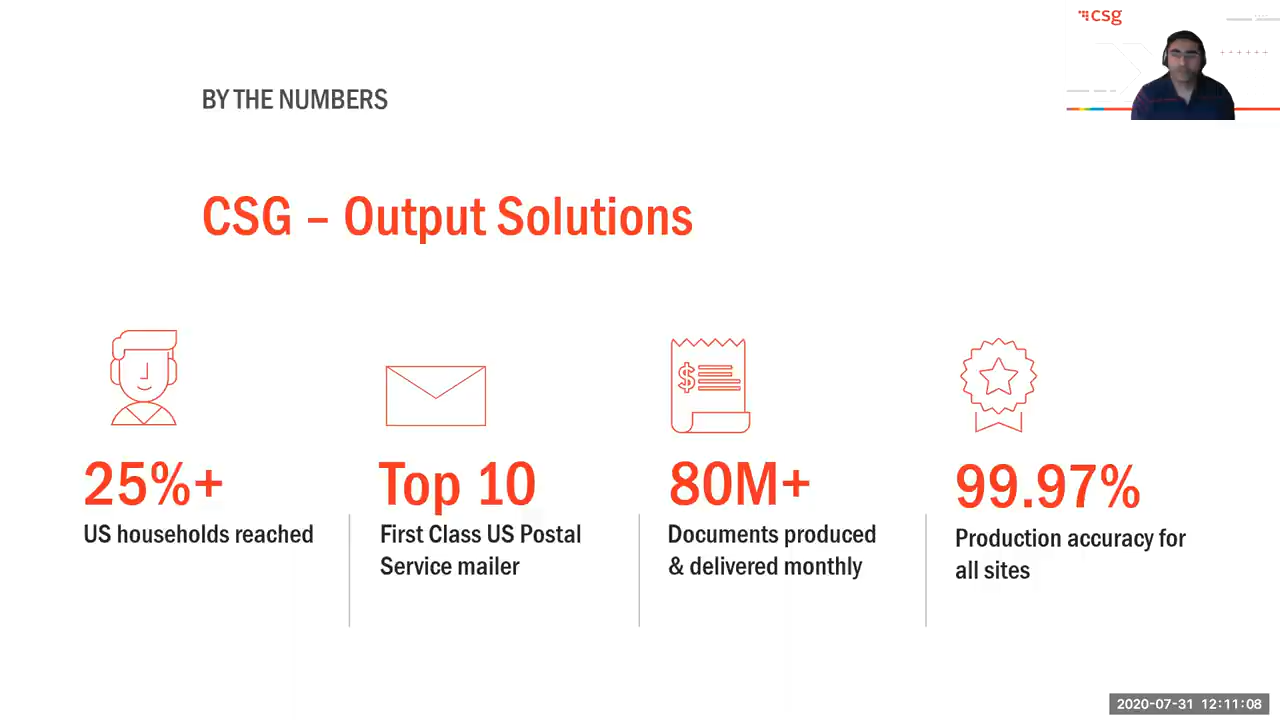 csg
BY THE NUMBERS
CSG – Output Solutions
$
25%+
US households reached
Top 10
First Class US Postal
Service mailer
80M+
Documents produced
& delivered monthly
99.97%
Production accuracy for
all sites
2020-07-31 12:11:08